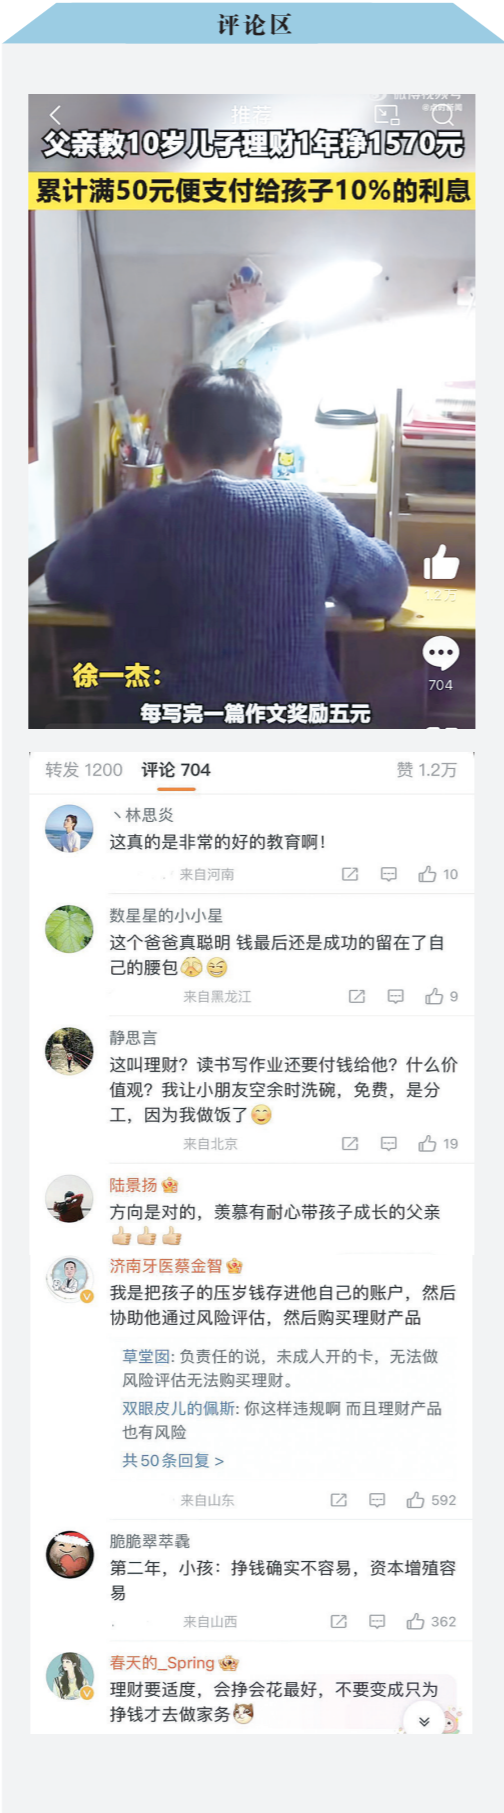 评论区
微博视频号
推荐
@点时新闻
父亲教10岁儿子理财1年挣1570元
累计满50元便支付给孩子10%的利息
1.2万
704
徐一杰：
每写完一篇作文奖励五元
转发 1200 评论 704 赞 1.2万
丶林思炎
这真的是非常的好的教育啊！
来自河南 10
数星星的小小星
这个爸爸真聪明 钱最后还是成功的留在了自
己的腰包
来自黑龙江 9
静思言
这叫理财？读书写作业还要付钱给他？什么价
值观？我让小朋友空余时洗碗，免费，是分
工，因为我做饭了
来自北京 19
陆景扬
方向是对的，羡慕有耐心带孩子成长的父亲
济南牙医蔡金智
我是把孩子的压岁钱存进他自己的账户，然后
协助他通过风险评估，然后购买理财产品
草堂囡: 负责任的说，未成人开的卡，无法做
风险评估无法购买理财。
双眼皮儿的佩斯: 你这样违规啊 而且理财产品
也有风险
共50条回复 >
来自山东 592
脆脆翠萃毳
第二年，小孩：挣钱确实不容易，资本增殖容
易
来自山西 362
春天的_Spring
理财要适度，会挣会花最好，不要变成只为
挣钱才去做家务